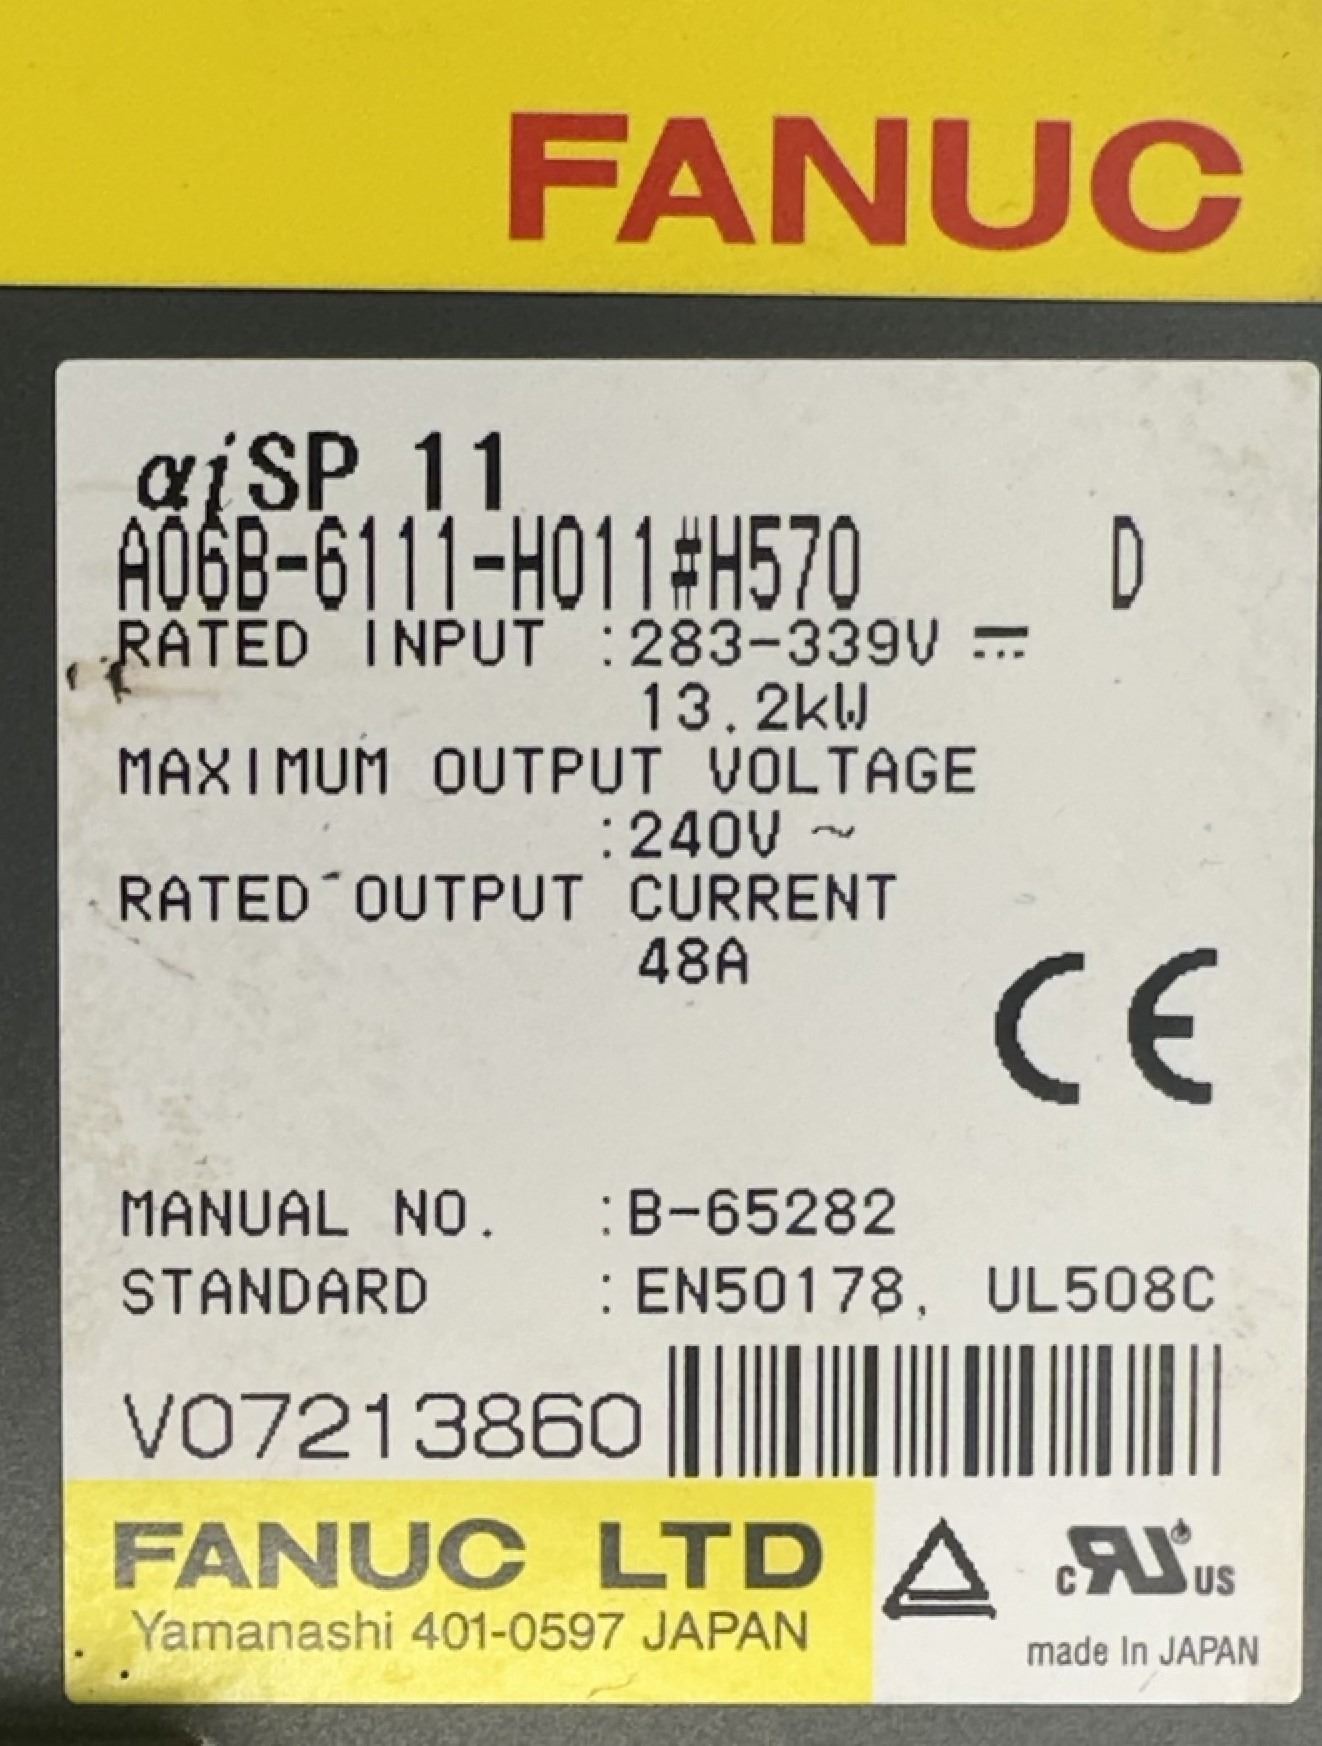 FANUC
αiSP 11
A06B-6111-H011#H570 D
RATED INPUT :283-339V ⎓
13.2kW
MAXIMUM OUTPUT VOLTAGE
:240V ~
RATED OUTPUT CURRENT
48A
CE
MANUAL NO. :B-65282
STANDARD :EN50178, UL508C
V07213860
FANUC LTD
Yamanashi 401-0597 JAPAN
c RU US
made In JAPAN